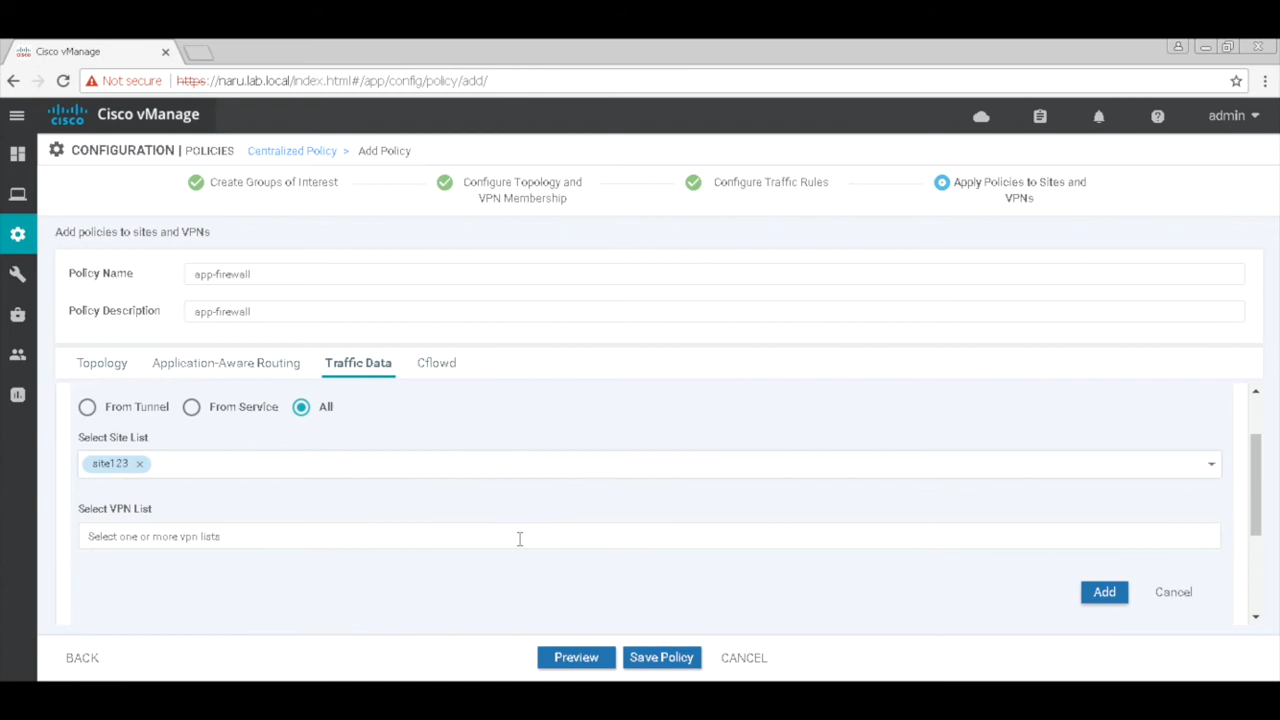 Cisco vManage
Not secure | https://naru.lab.local/index.html#/app/config/policy/add/
CISCO
Cisco vManage
admin
CONFIGURATION | POLICIES Centralized Policy > Add Policy
Create Groups of Interest
Configure Topology and
VPN Membership
Configure Traffic Rules
Apply Policies to Sites and
VPNs
Add policies to sites and VPNs
Policy Name app-firewall
Policy Description app-firewall
Topology Application-Aware Routing Traffic Data Cflowd
From Tunnel From Service All
Select Site List
site123 ×
Select VPN List
Select one or more vpn lists
Add Cancel
BACK Preview Save Policy CANCEL